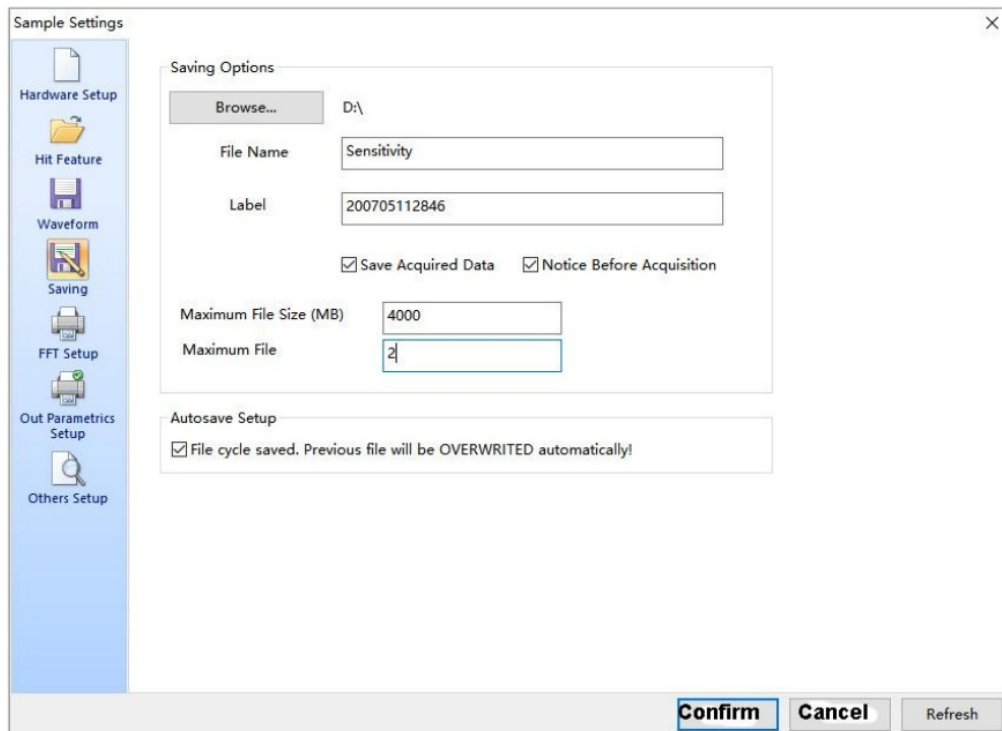 Sample Settings
Hardware Setup
Hit Feature
Waveform
Saving
FFT Setup
Out Parametrics
Setup
Others Setup
Saving Options
Browse... D:\
File Name Sensitivity
Label 200705112846
Save Acquired Data Notice Before Acquisition
Maximum File Size (MB) 4000
Maximum File 2
Autosave Setup
File cycle saved. Previous file will be OVERWRITED automatically!
Confirm Cancel Refresh